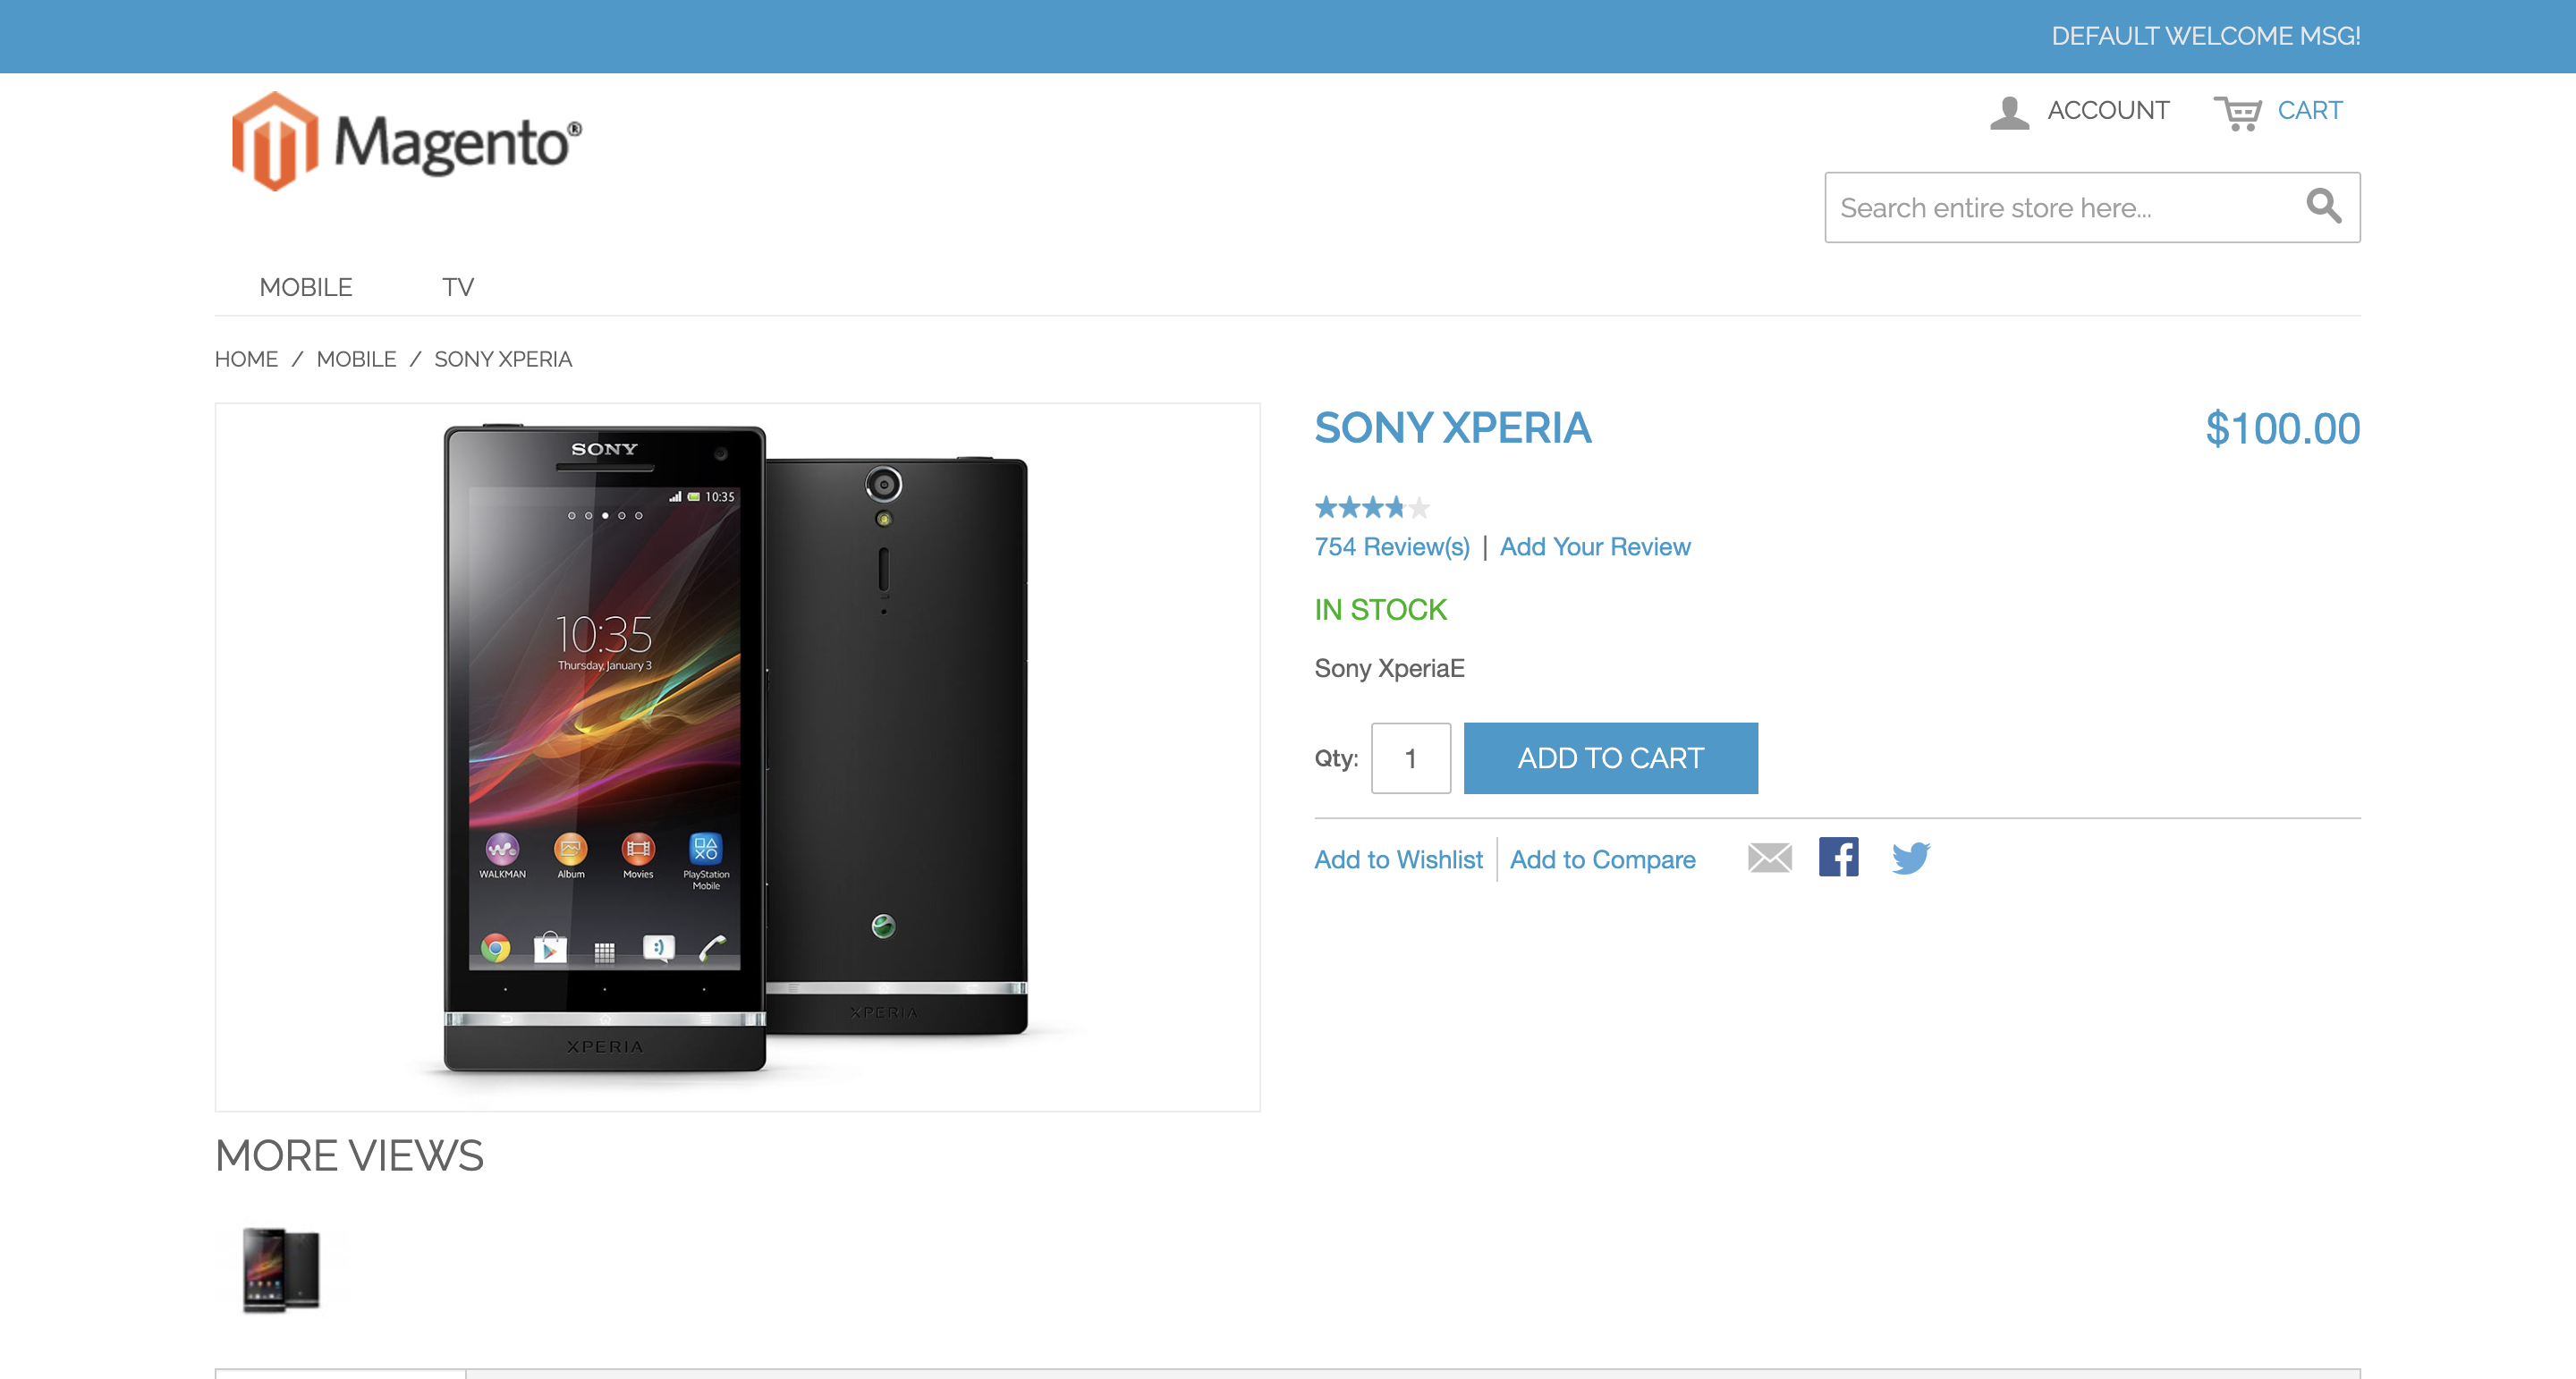 DEFAULT WELCOME MSG!
Magento®
ACCOUNT
CART
Search entire store here...
MOBILE
TV
HOME / MOBILE / SONY XPERIA
SONY
10:35
10:35
Thursday, January 3
WALKMAN
Album
Movies
PlayStation
Mobile
XPERIA
XPERIA
SONY XPERIA
$100.00
754 Review(s) | Add Your Review
IN STOCK
Sony XperiaE
Qty:
1
ADD TO CART
Add to Wishlist
Add to Compare
MORE VIEWS